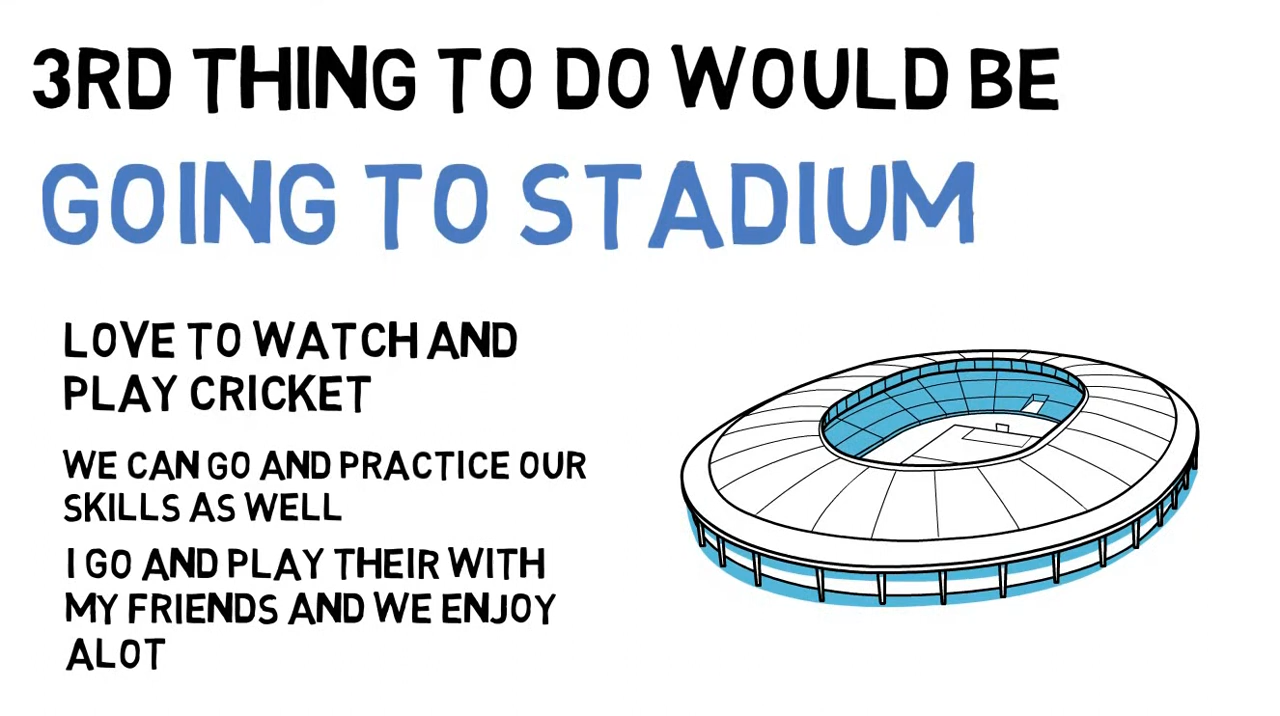 3RD THING TO DO WOULD BE
GOING TO STADIUM
LOVE TO WATCH AND
PLAY CRICKET
WE CAN GO AND PRACTICE OUR
SKILLS AS WELL
I GO AND PLAY THEIR WITH
MY FRIENDS AND WE ENJOY
ALOT